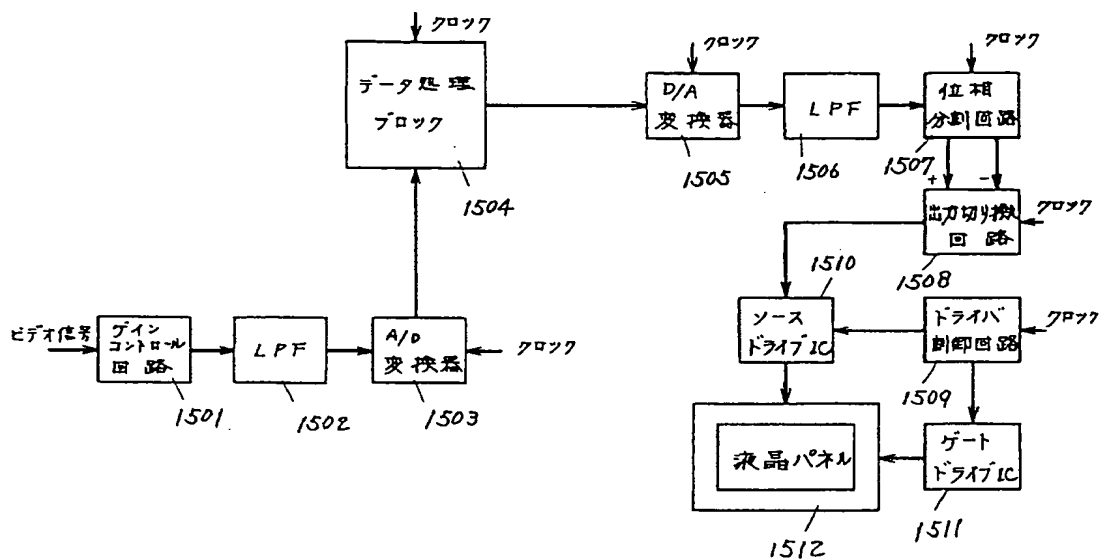 クロック
データ処理
ブロック
1504
クロック
D/A
変換器
1505
LPF
1506
クロック
位相
分割回路
1507
+
-
出力切り換え
回路
クロック
1508
ビデオ信号
ゲイン
コントロール
回路
1501
LPF
1502
A/D
変換器
クロック
1503
1510
ソース
ドライブIC
ドライバ
制御回路
クロック
1509
液晶パネル
1512
ゲート
ドライブIC
1511